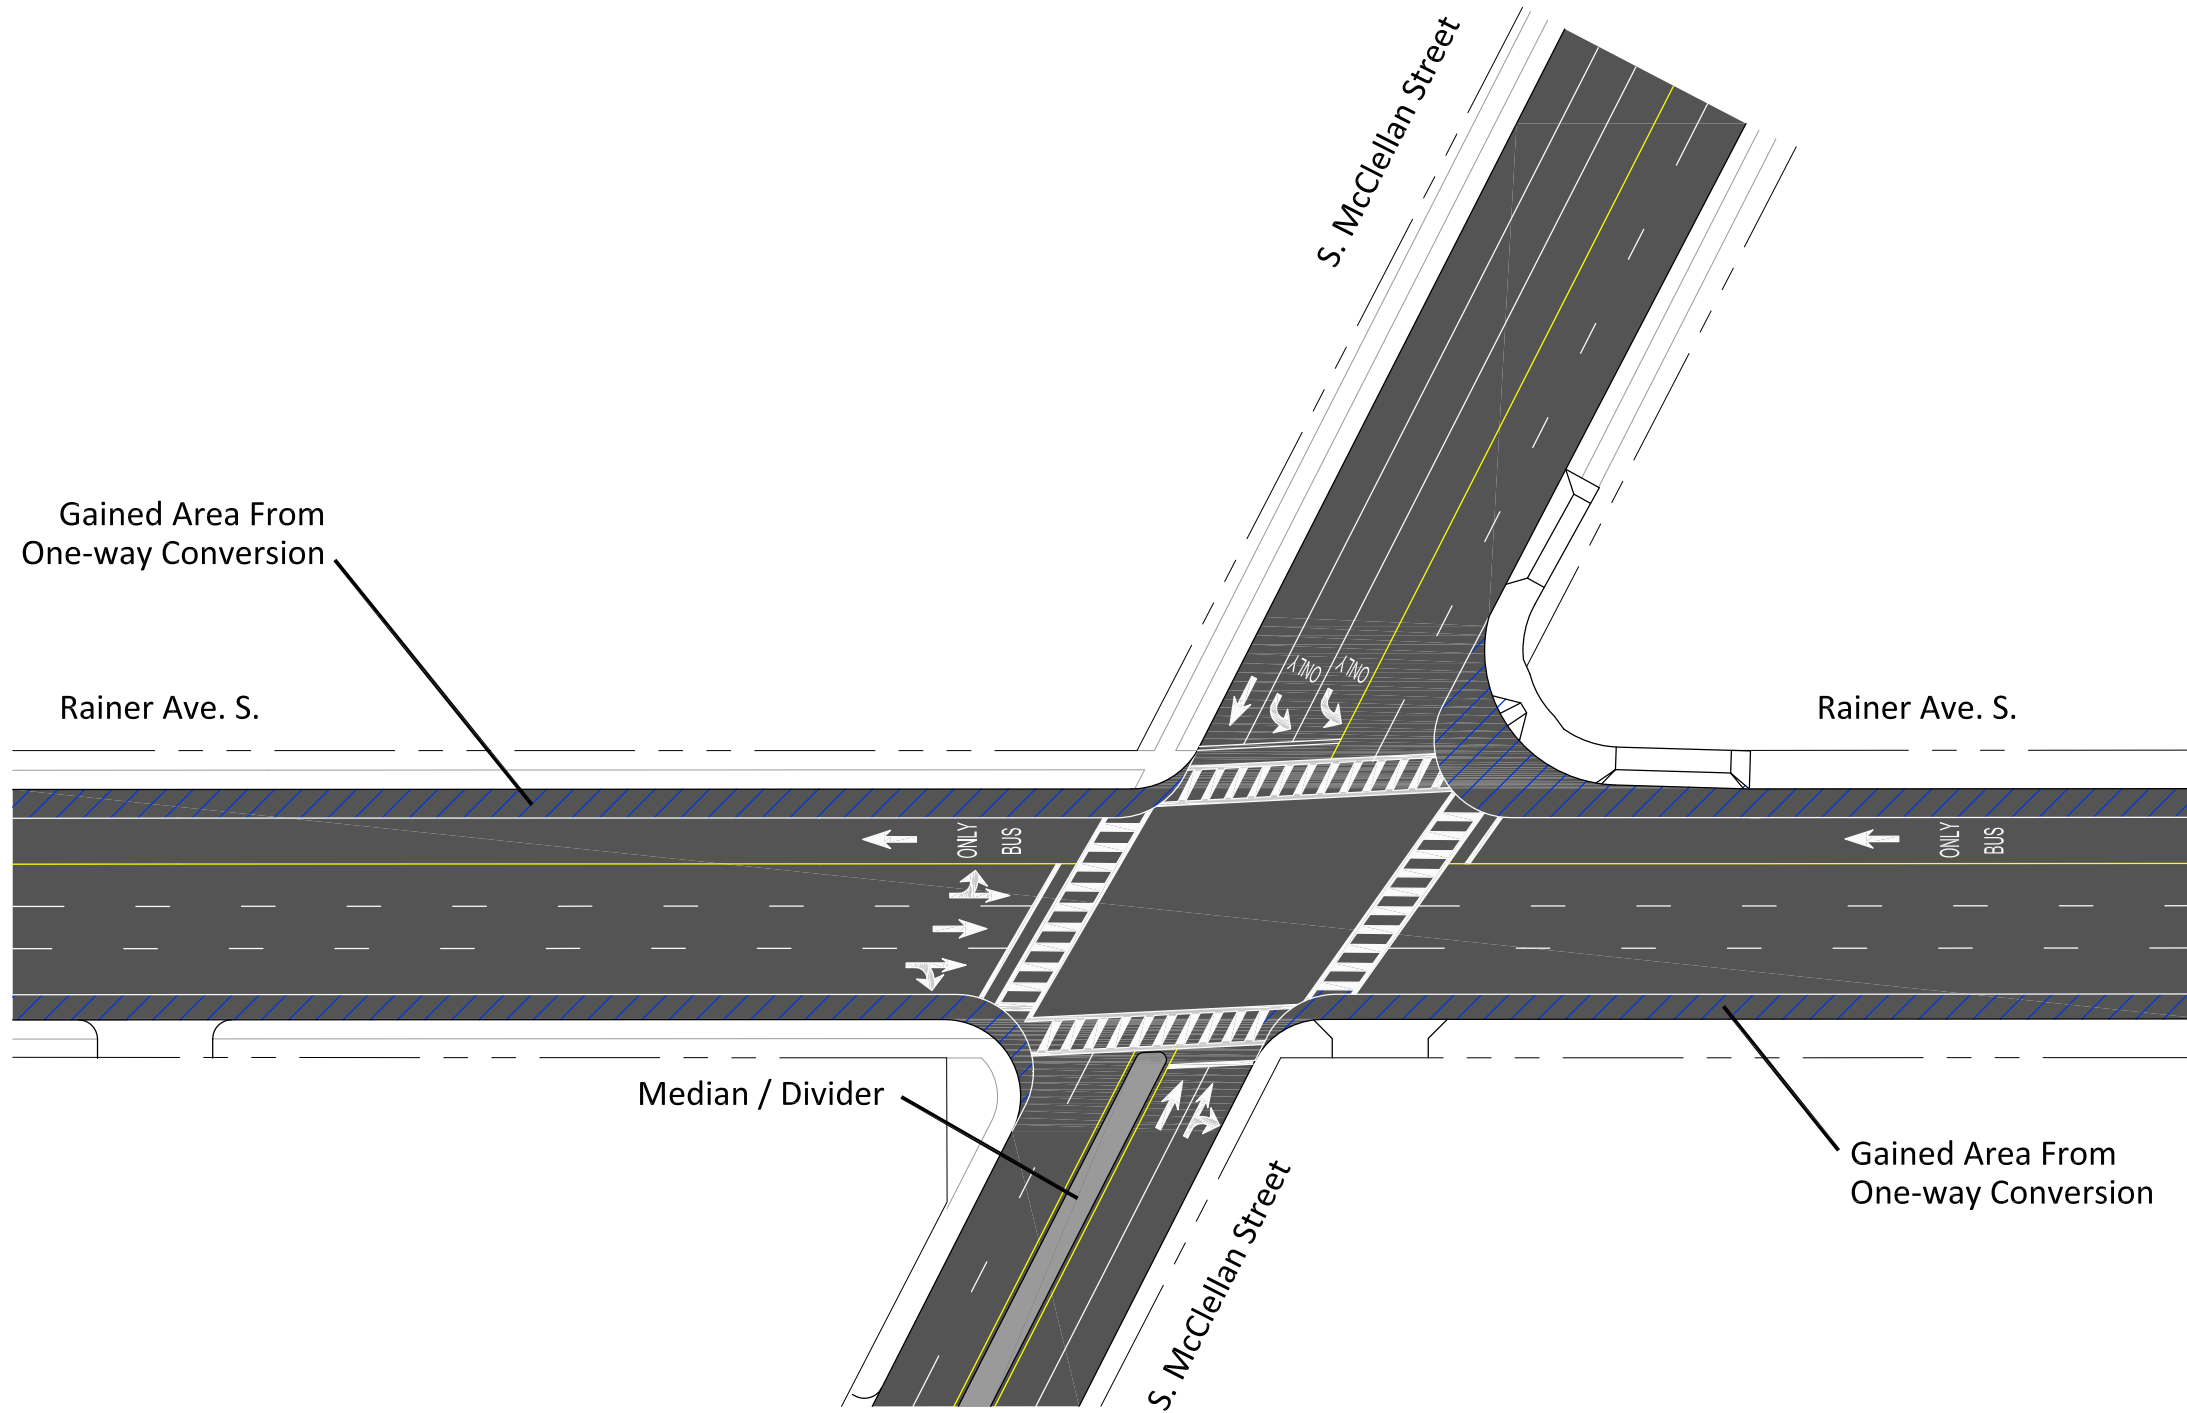 S. McClellan Street
Gained Area From
One-way Conversion
Rainer Ave. S.
Rainer Ave. S.
ONLY
ONLY
ONLY
BUS
ONLY
BUS
Median / Divider
Gained Area From
One-way Conversion
S. McClellan Street